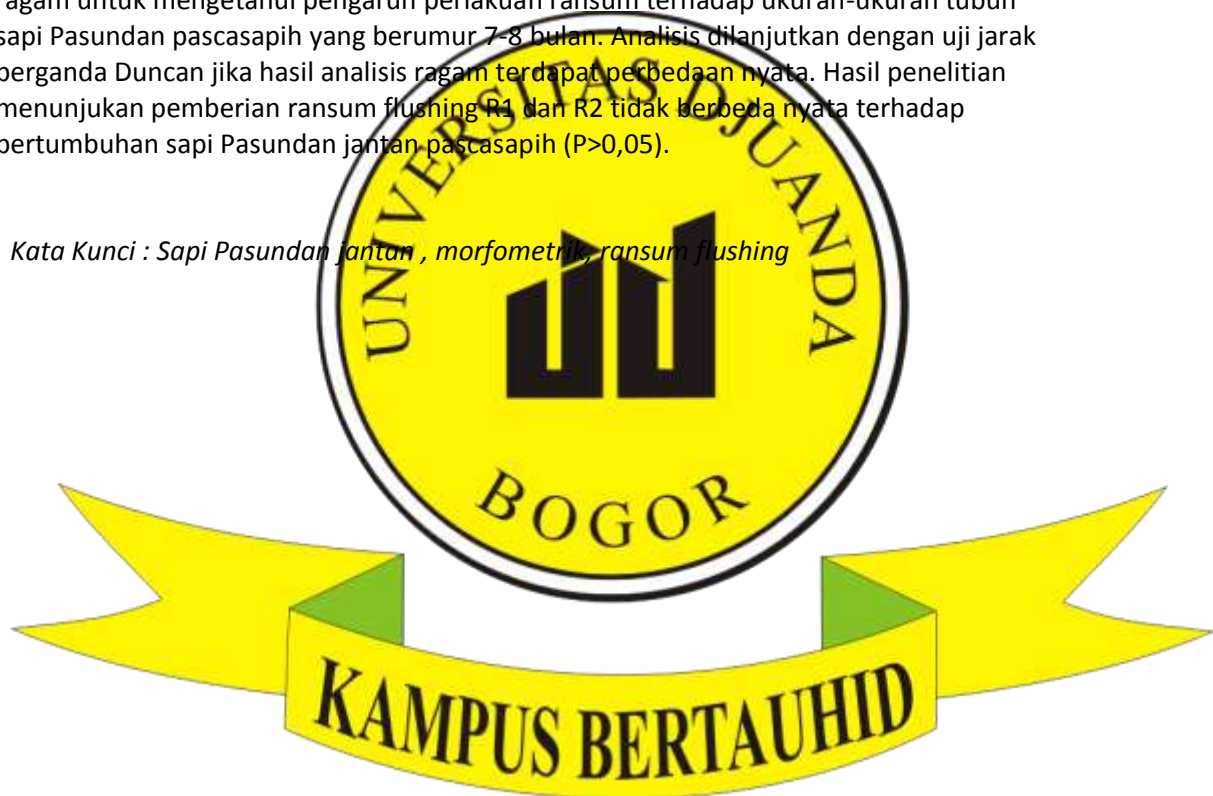 ragam untuk mengetahui pengaruh perlakuan ransum terhadap ukuran-ukuran tubuh
sapi Pasundan pascasapih yang berumur 7-8 bulan. Analisis dilanjutkan dengan uji jarak
berganda Duncan jika hasil analisis ragam terdapat perbedaan nyata. Hasil penelitian
menunjukan pemberian ransum flushing R1 dan R2 tidak berbeda nyata terhadap
pertumbuhan sapi Pasundan jantan pascasapih (P>0,05).
Kata Kunci : Sapi Pasundan jantan , morfometrik, ransum flushing
UNIVERSITAS DJUANDA
BOGOR
KAMPUS BERTAUHID